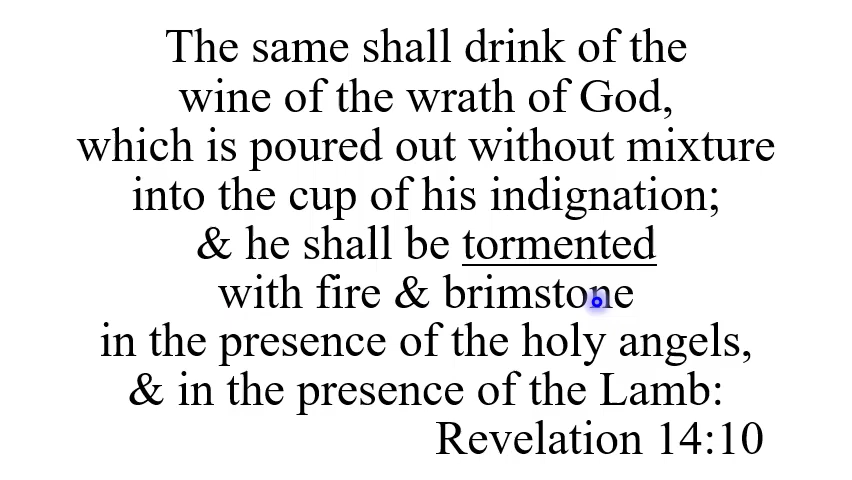 The same shall drink of the
wine of the wrath of God,
which is poured out without mixture
into the cup of his indignation;
& he shall be tormented
with fire & brimstone
in the presence of the holy angels,
& in the presence of the Lamb:
Revelation 14:10